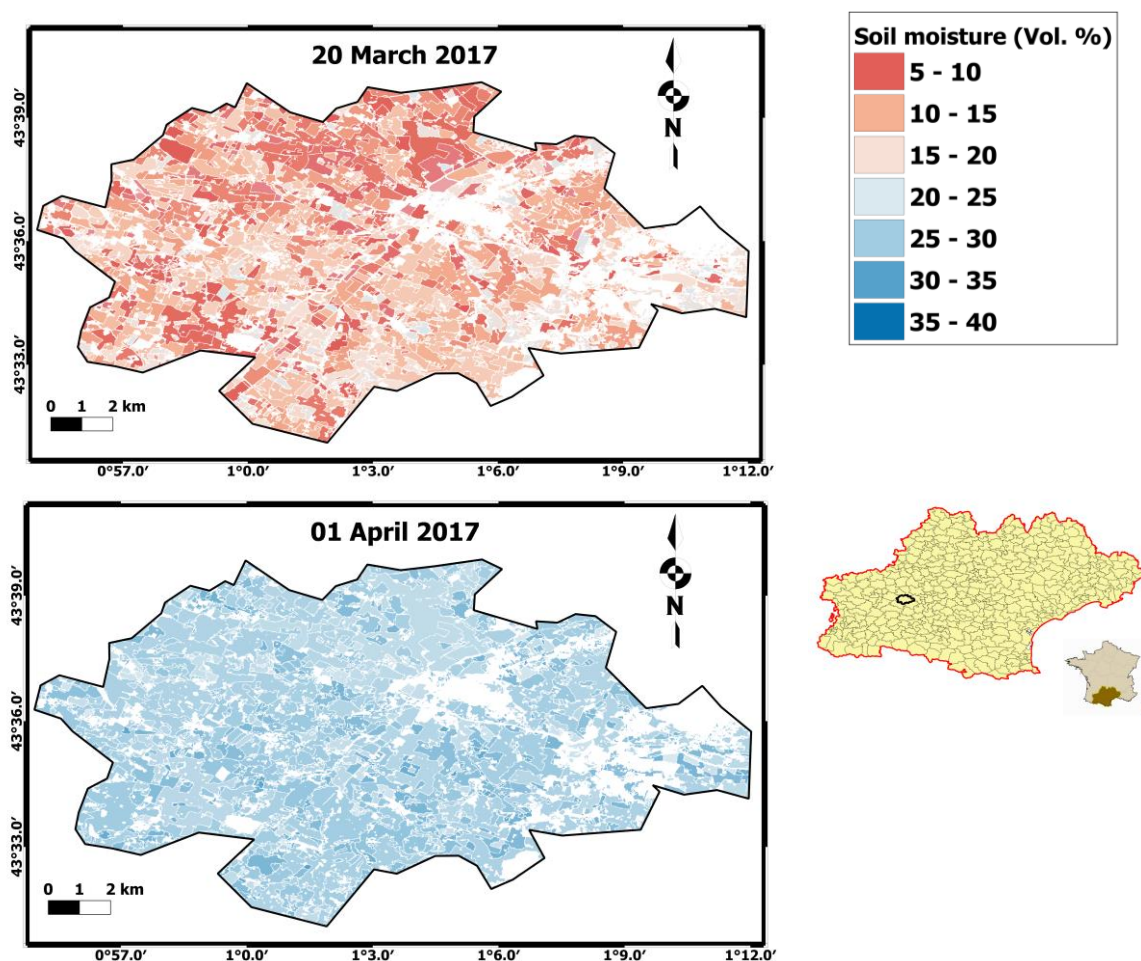 20 March 2017
N
43°39.0'
43°36.0'
43°33.0'
0 1 2 km
0°57.0' 1°0.0' 1°3.0' 1°6.0' 1°9.0' 1°12.0'
Soil moisture (Vol. %)
5 - 10
10 - 15
15 - 20
20 - 25
25 - 30
30 - 35
35 - 40
01 April 2017
N
43°39.0'
43°36.0'
43°33.0'
0 1 2 km
0°57.0' 1°0.0' 1°3.0' 1°6.0' 1°9.0' 1°12.0'